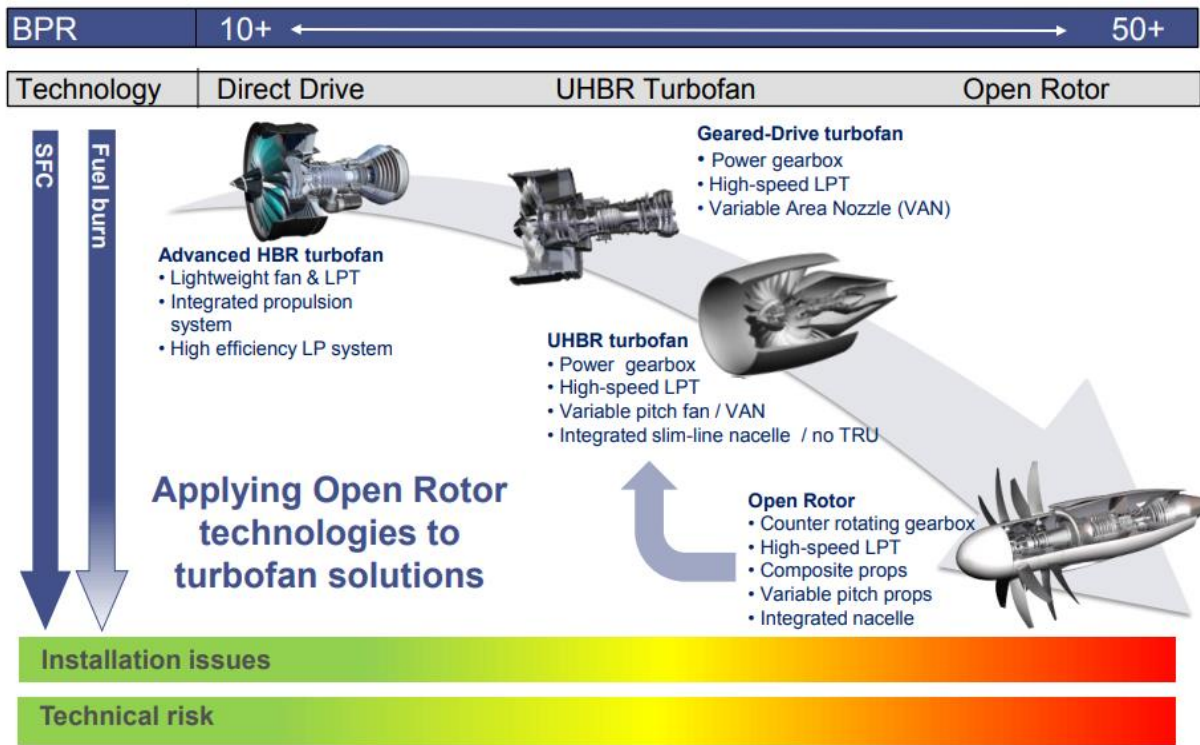 BPR 10+ 50+
Technology Direct Drive UHBR Turbofan Open Rotor
SFC
Fuel burn
Advanced HBR turbofan
• Lightweight fan & LPT
• Integrated propulsion
system
• High efficiency LP system
Geared-Drive turbofan
• Power gearbox
• High-speed LPT
• Variable Area Nozzle (VAN)
UHBR turbofan
• Power gearbox
• High-speed LPT
• Variable pitch fan / VAN
• Integrated slim-line nacelle / no TRU
Applying Open Rotor
technologies to
turbofan solutions
Open Rotor
• Counter rotating gearbox
• High-speed LPT
• Composite props
• Variable pitch props
• Integrated nacelle
Installation issues
Technical risk